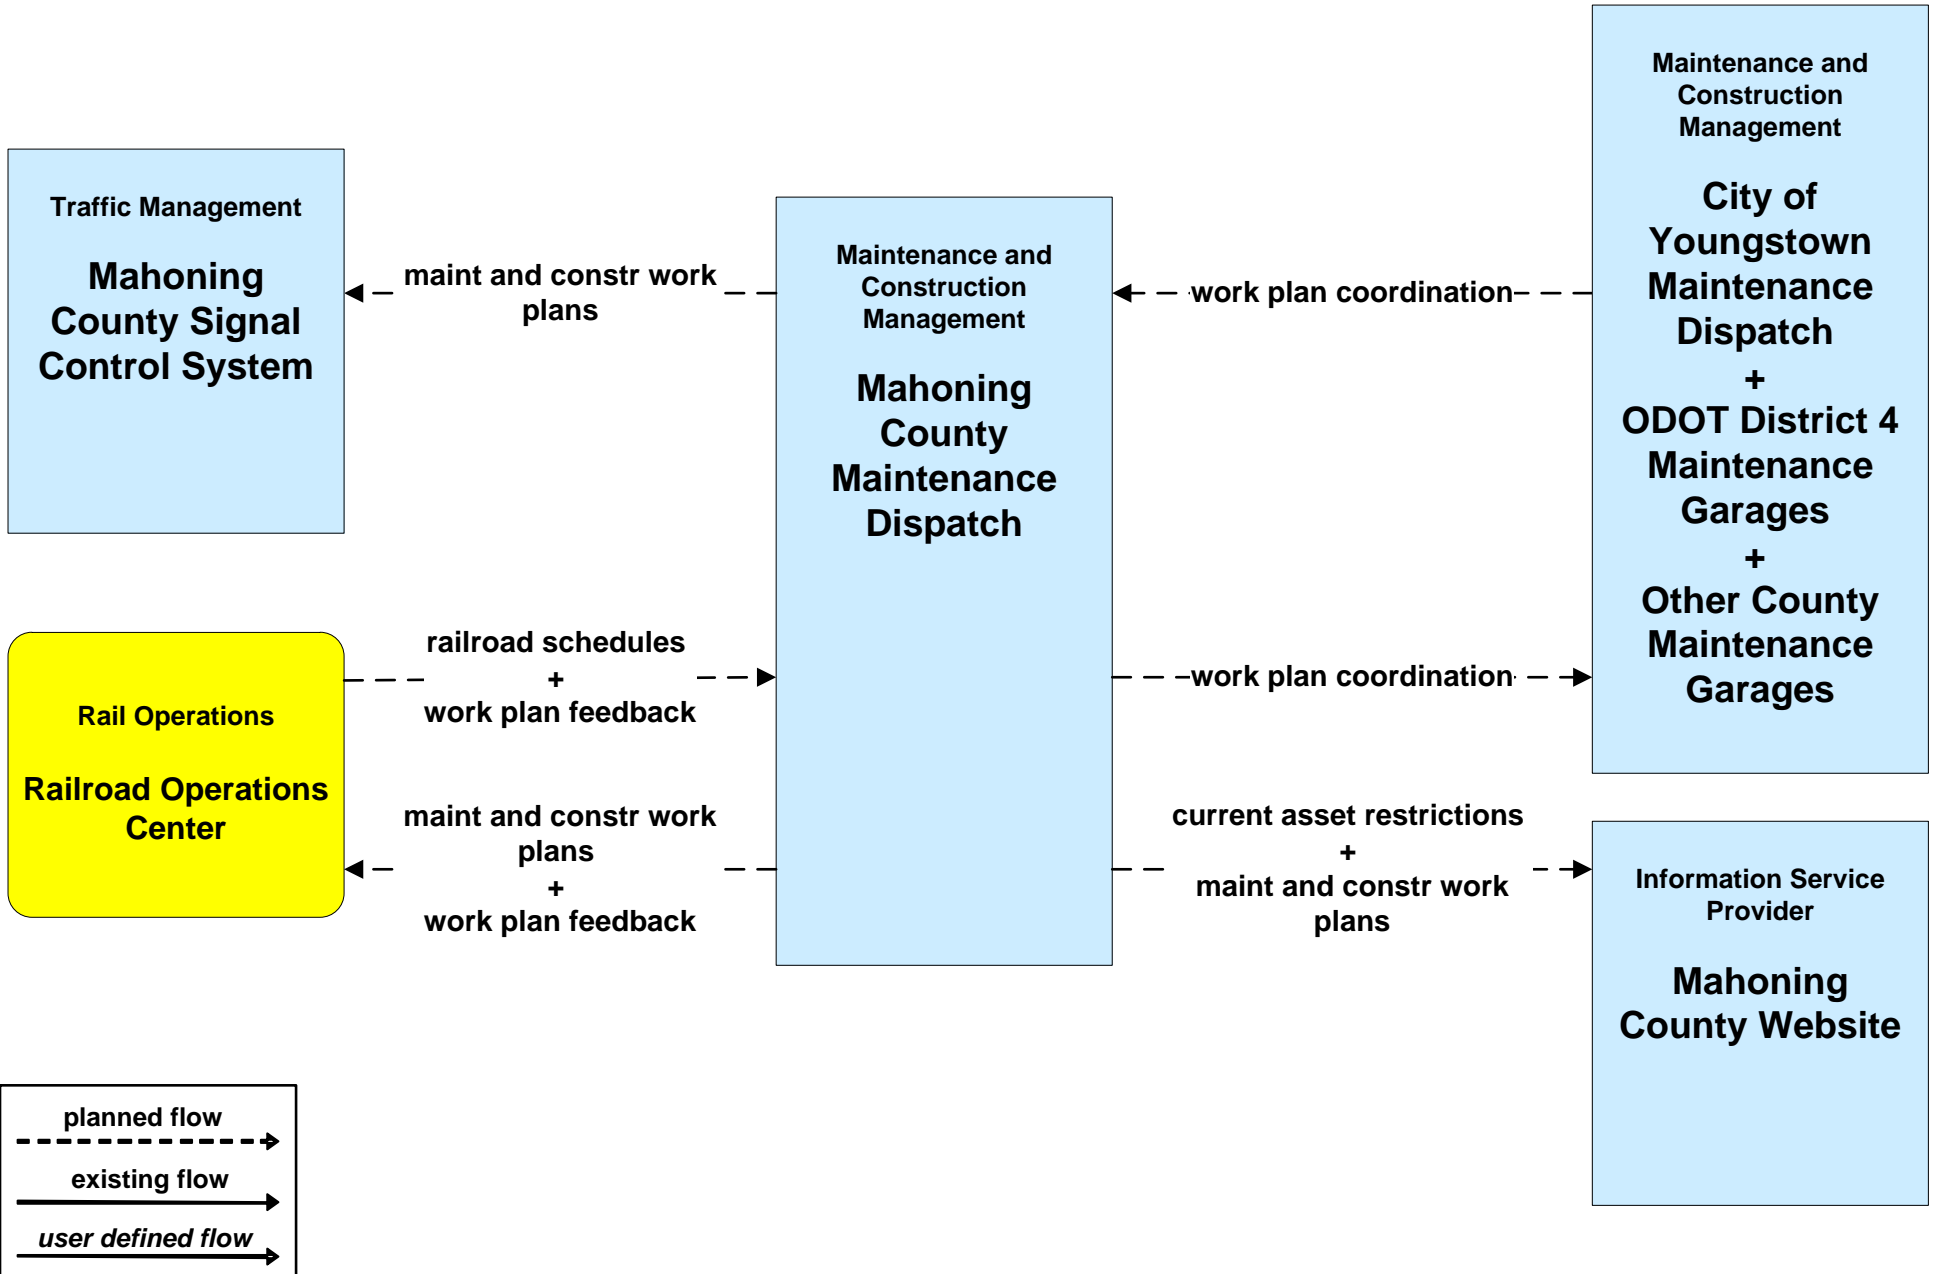 Traffic Management
Mahoning
County Signal
Control System
maint and constr work
plans
Maintenance and
Construction
Management
Mahoning
County
Maintenance
Dispatch
work plan coordination
Maintenance and
Construction
Management
City of
Youngstown
Maintenance
Dispatch
+
ODOT District 4
Maintenance
Garages
+
Other County
Maintenance
Garages
Rail Operations
Railroad Operations
Center
railroad schedules
+
work plan feedback
work plan coordination
maint and constr work
plans
+
work plan feedback
current asset restrictions
+
maint and constr work
plans
Information Service
Provider
Mahoning
County Website
planned flow
existing flow
user defined flow